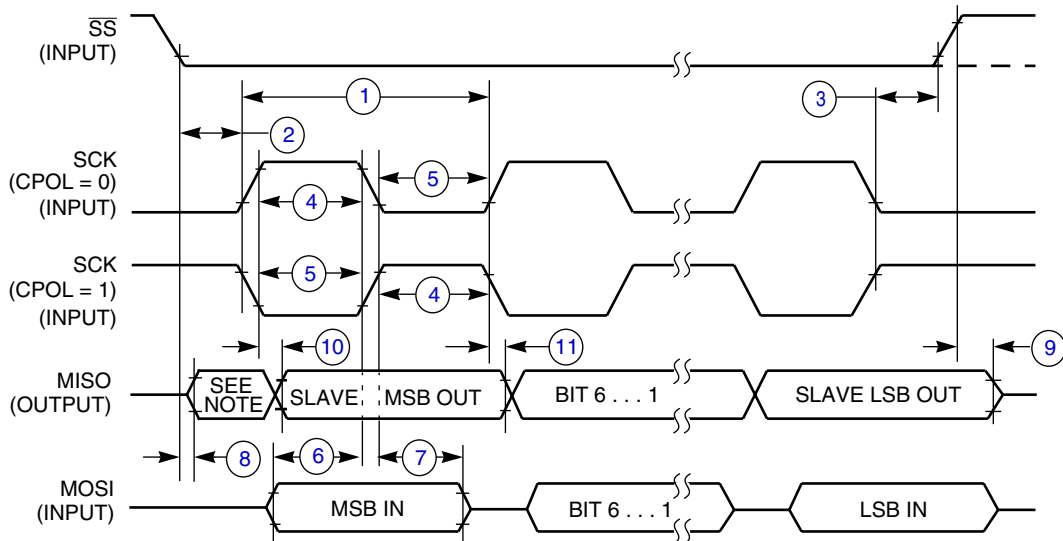 SS
(INPUT)
1
3
2
SCK
(CPOL = 0)
(INPUT)
5
4
SCK
(CPOL = 1)
(INPUT)
5
4
10
11
9
MISO
(OUTPUT)
SEE
NOTE
SLAVE
MSB OUT
BIT 6 . . . 1
SLAVE LSB OUT
8
6
7
MOSI
(INPUT)
MSB IN
BIT 6 . . . 1
LSB IN